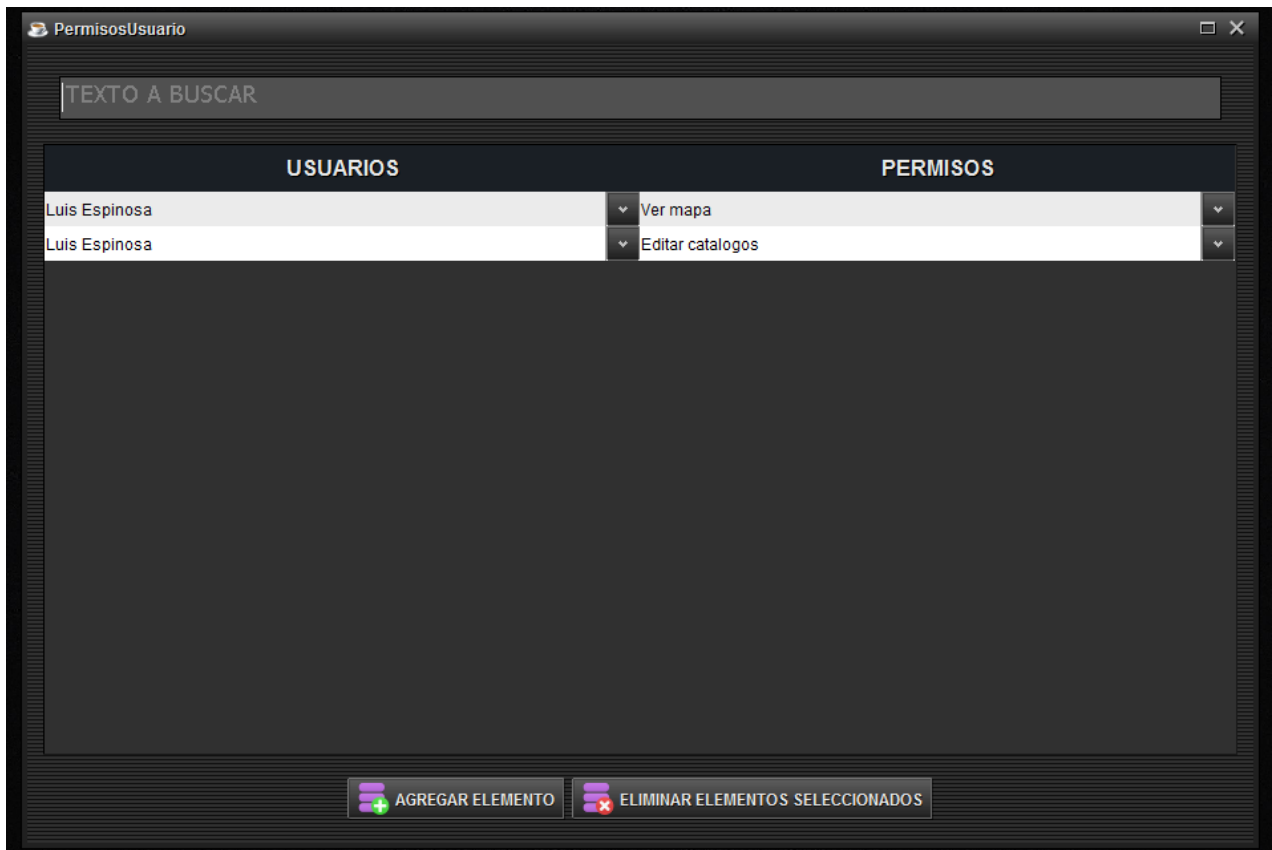 PermisosUsuario
TEXTO A BUSCAR
USUARIOS PERMISOS
Luis Espinosa Ver mapa
Luis Espinosa Editar catalogos
AGREGAR ELEMENTO ELIMINAR ELEMENTOS SELECCIONADOS